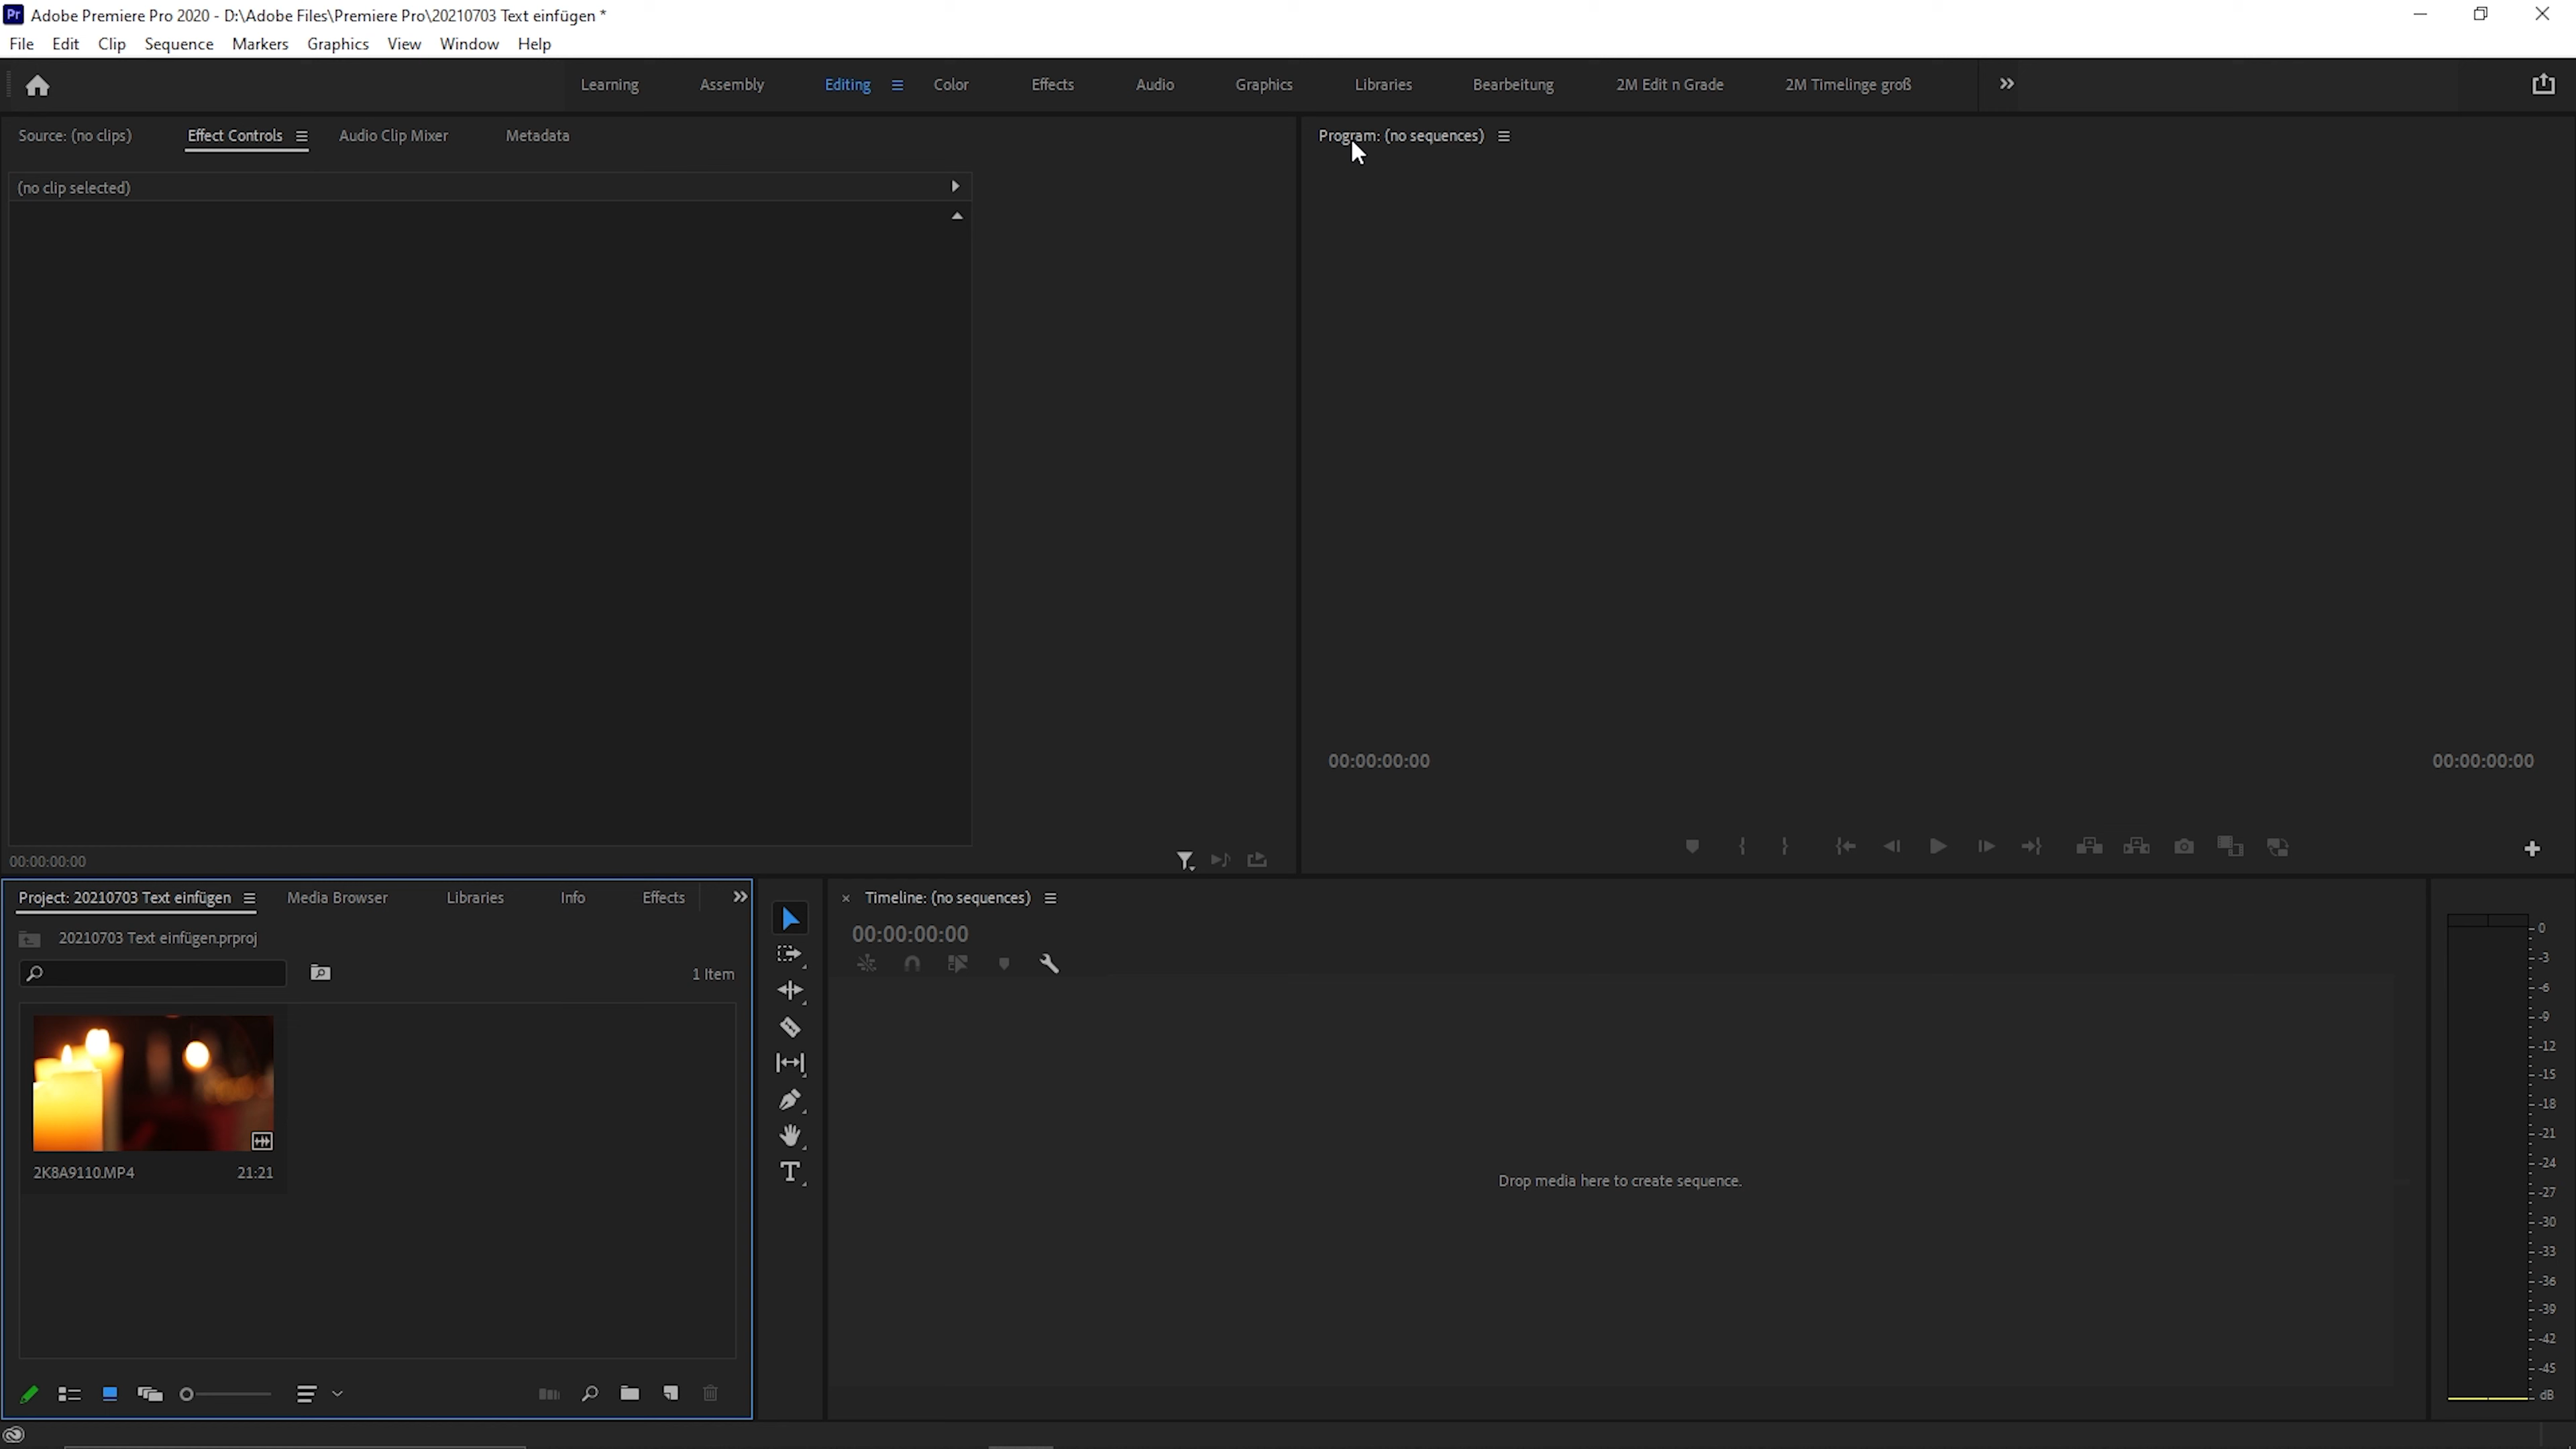 Pr Adobe Premiere Pro 2020 - D:\Adobe Files\Premiere Pro\20210703 Text einfügen *
File Edit Clip Sequence Markers Graphics View Window Help
Learning Assembly Editing Color Effects Audio Graphics Libraries Bearbeitung 2M Edit n Grade 2M Timelinge groß
Source: (no clips) Effect Controls Audio Clip Mixer Metadata
Program: (no sequences)
(no clip selected)
00:00:00:00 00:00:00:00
00:00:00:00
Project: 20210703 Text einfügen Media Browser Libraries Info Effects
20210703 Text einfügen.prproj
1 Item
2K8A9110.MP4 21:21
× Timeline: (no sequences)
00:00:00:00
Drop media here to create sequence.
0
-3
-6
-9
-12
-15
-18
-21
-24
-27
-30
-33
-36
-39
-42
-45
dB